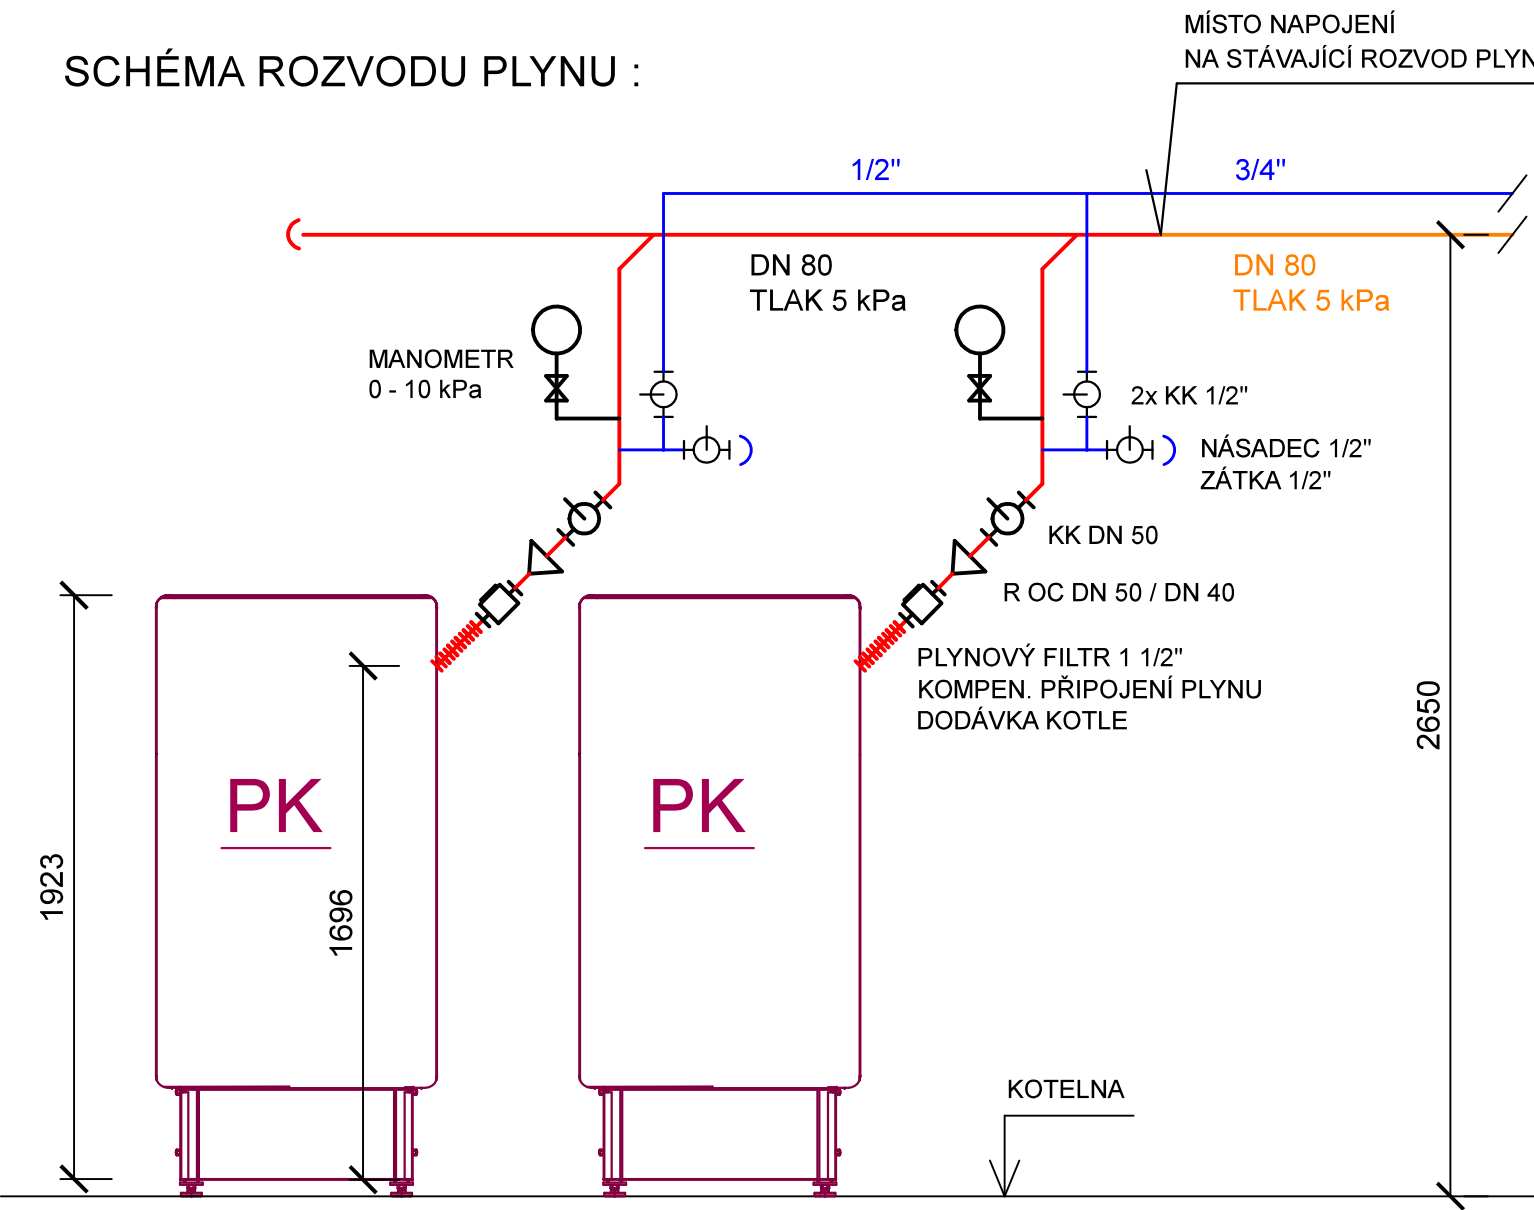 MÍSTO NAPOJENÍ
NA STÁVAJÍCÍ ROZVOD PLYN
SCHÉMA ROZVODU PLYNU :
1/2"
3/4"
DN 80
TLAK 5 kPa
DN 80
TLAK 5 kPa
MANOMETR
0 - 10 kPa
2x KK 1/2"
NÁSADEC 1/2"
ZÁTKA 1/2"
KK DN 50
R OC DN 50 / DN 40
PLYNOVÝ FILTR 1 1/2"
KOMPEN. PŘIPOJENÍ PLYNU
DODÁVKA KOTLE
2650
PK
PK
1923
1696
KOTELNA